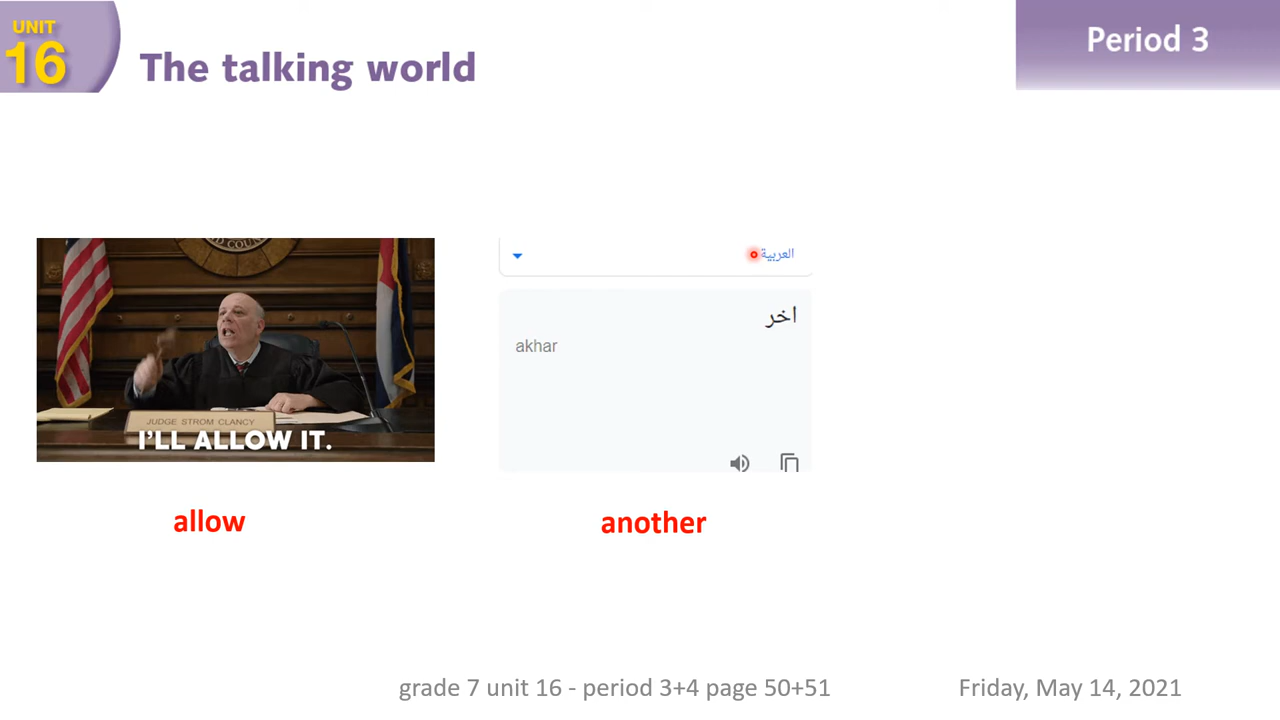 UNIT
16
The talking world
Period 3
JUDGE STROM CLANCY
I'LL ALLOW IT.
العربية
اخر
akhar
allow
another
grade 7 unit 16 - period 3+4 page 50+51
Friday, May 14, 2021